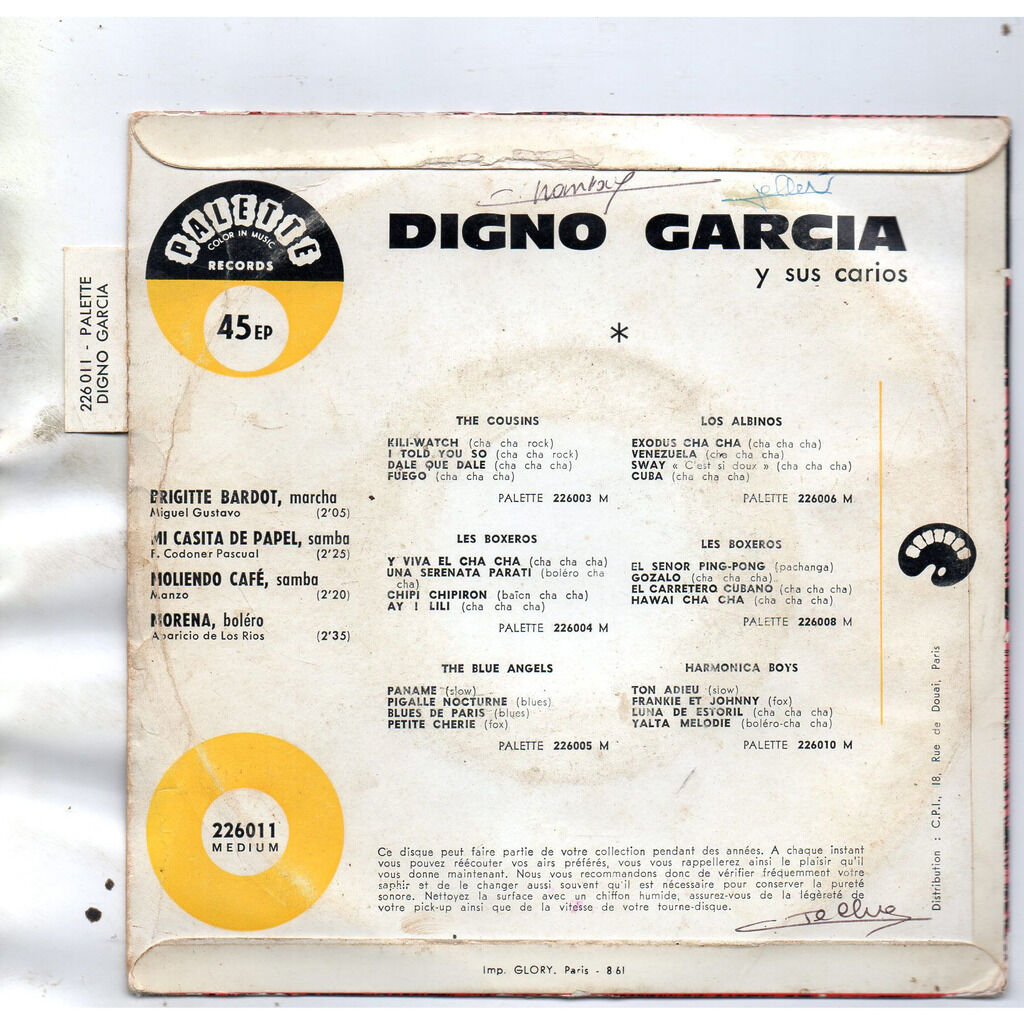 PALETTE
COLOR IN MUSIC
RECORDS
45 EP
226011 - PALETTE
DIGNO GARCIA
DIGNO GARCIA
y sus carios
*
BRIGITTE BARDOT, marcha
Miguel Gustavo (2'05)
MI CASITA DE PAPEL, samba
F. Codoner Pascual (2'25)
MOLIENDO CAFÉ, samba
Manzo (2'20)
MORENA, boléro
Aparicio de Los Rios (2'35)
THE COUSINS
KILI-WATCH (cha cha rock)
I TOLD YOU SO (cha cha rock)
DALE QUE DALE (cha cha cha)
FUEGO (cha cha cha)
PALETTE 226003 M
LOS ALBINOS
EXODUS CHA CHA (cha cha cha)
VENEZUELA (cha cha cha)
SWAY « C'est si doux » (cha cha cha)
CUBA (cha cha cha)
PALETTE 226006 M
LES BOXEROS
Y VIVA EL CHA CHA (cha cha cha)
UNA SERENATA PARATI (boléro cha
cha)
CHIPI CHIPIRON (baïon cha cha)
AY ! LILI (cha cha cha)
PALETTE 226004 M
LES BOXEROS
EL SENOR PING-PONG (pachanga)
GOZALO (cha cha cha)
EL CARRETERO CUBANO (cha cha cha)
HAWAI CHA CHA (cha cha cha)
PALETTE 226008 M
THE BLUE ANGELS
PANAME (slow)
PIGALLE NOCTURNE (blues)
BLUES DE PARIS (blues)
PETITE CHERIE (fox)
PALETTE 226005 M
HARMONICA BOYS
TON ADIEU (slow)
FRANKIE ET JOHNNY (fox)
LUNA DE ESTORIL (cha cha cha)
YALTA MELODIE (boléro-cha cha)
PALETTE 226010 M
PALETTE
226011
MEDIUM
Ce disque peut faire partie de votre collection pendant des années. A chaque instant
vous pouvez réécouter vos airs préférés, vous vous rappellerez ainsi le plaisir qu'il
vous donne maintenant. Nous vous recommandons donc de vérifier fréquemment votre
saphir et de le changer aussi souvent qu'il est nécessaire pour conserver la pureté
sonore. Nettoyez la surface avec un chiffon humide, assurez-vous de la légèreté de
votre pick-up ainsi que de la vitesse de votre tourne-disque.
Distribution : C.P.I., 18, Rue de Douai, Paris
Imp. GLORY. Paris - 8 61